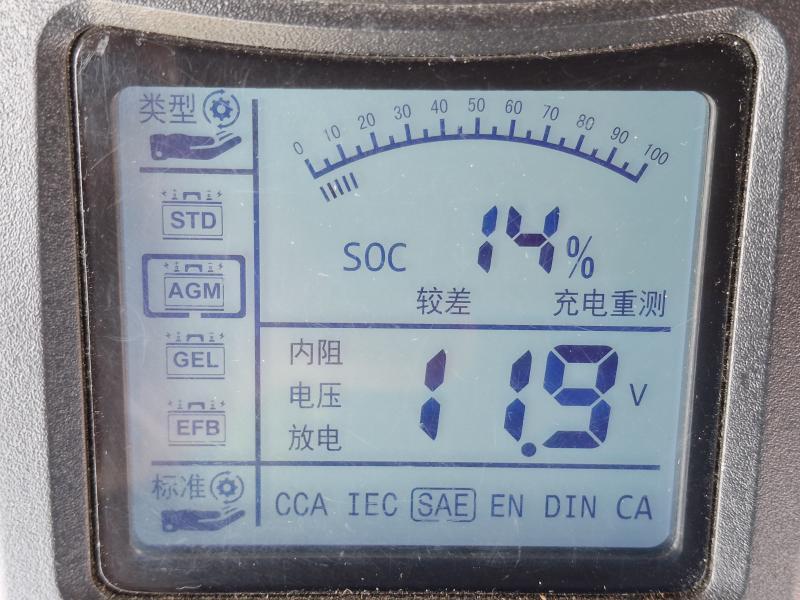 类型
0 10 20 30 40 50 60 70 80 90 100
STD
AGM
GEL
EFB
SOC 14%
较差 充电重测
内阻
电压
放电
11.9 V
标准
CCA IEC SAE EN DIN CA